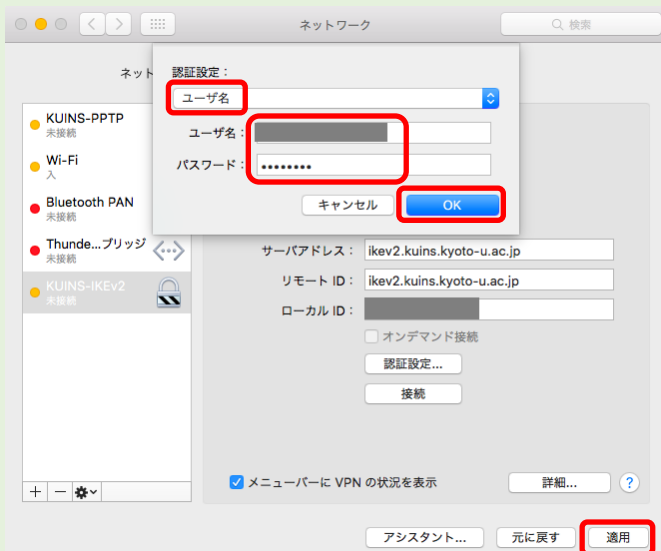 ネットワーク
検索
ネット
認証設定：
ユーザ名
ユーザ名：
パスワード：
••••••••
キャンセル
OK
KUINS-PPTP
未接続
Wi-Fi
入
Bluetooth PAN
未接続
Thunde...ブリッジ
未接続
KUINS-IKEv2
未接続
サーバアドレス： ikev2.kuins.kyoto-u.ac.jp
リモート ID： ikev2.kuins.kyoto-u.ac.jp
ローカル ID：
オンデマンド接続
認証設定...
接続
メニューバーに VPN の状況を表示
詳細...
?
アシスタント...
元に戻す
適用